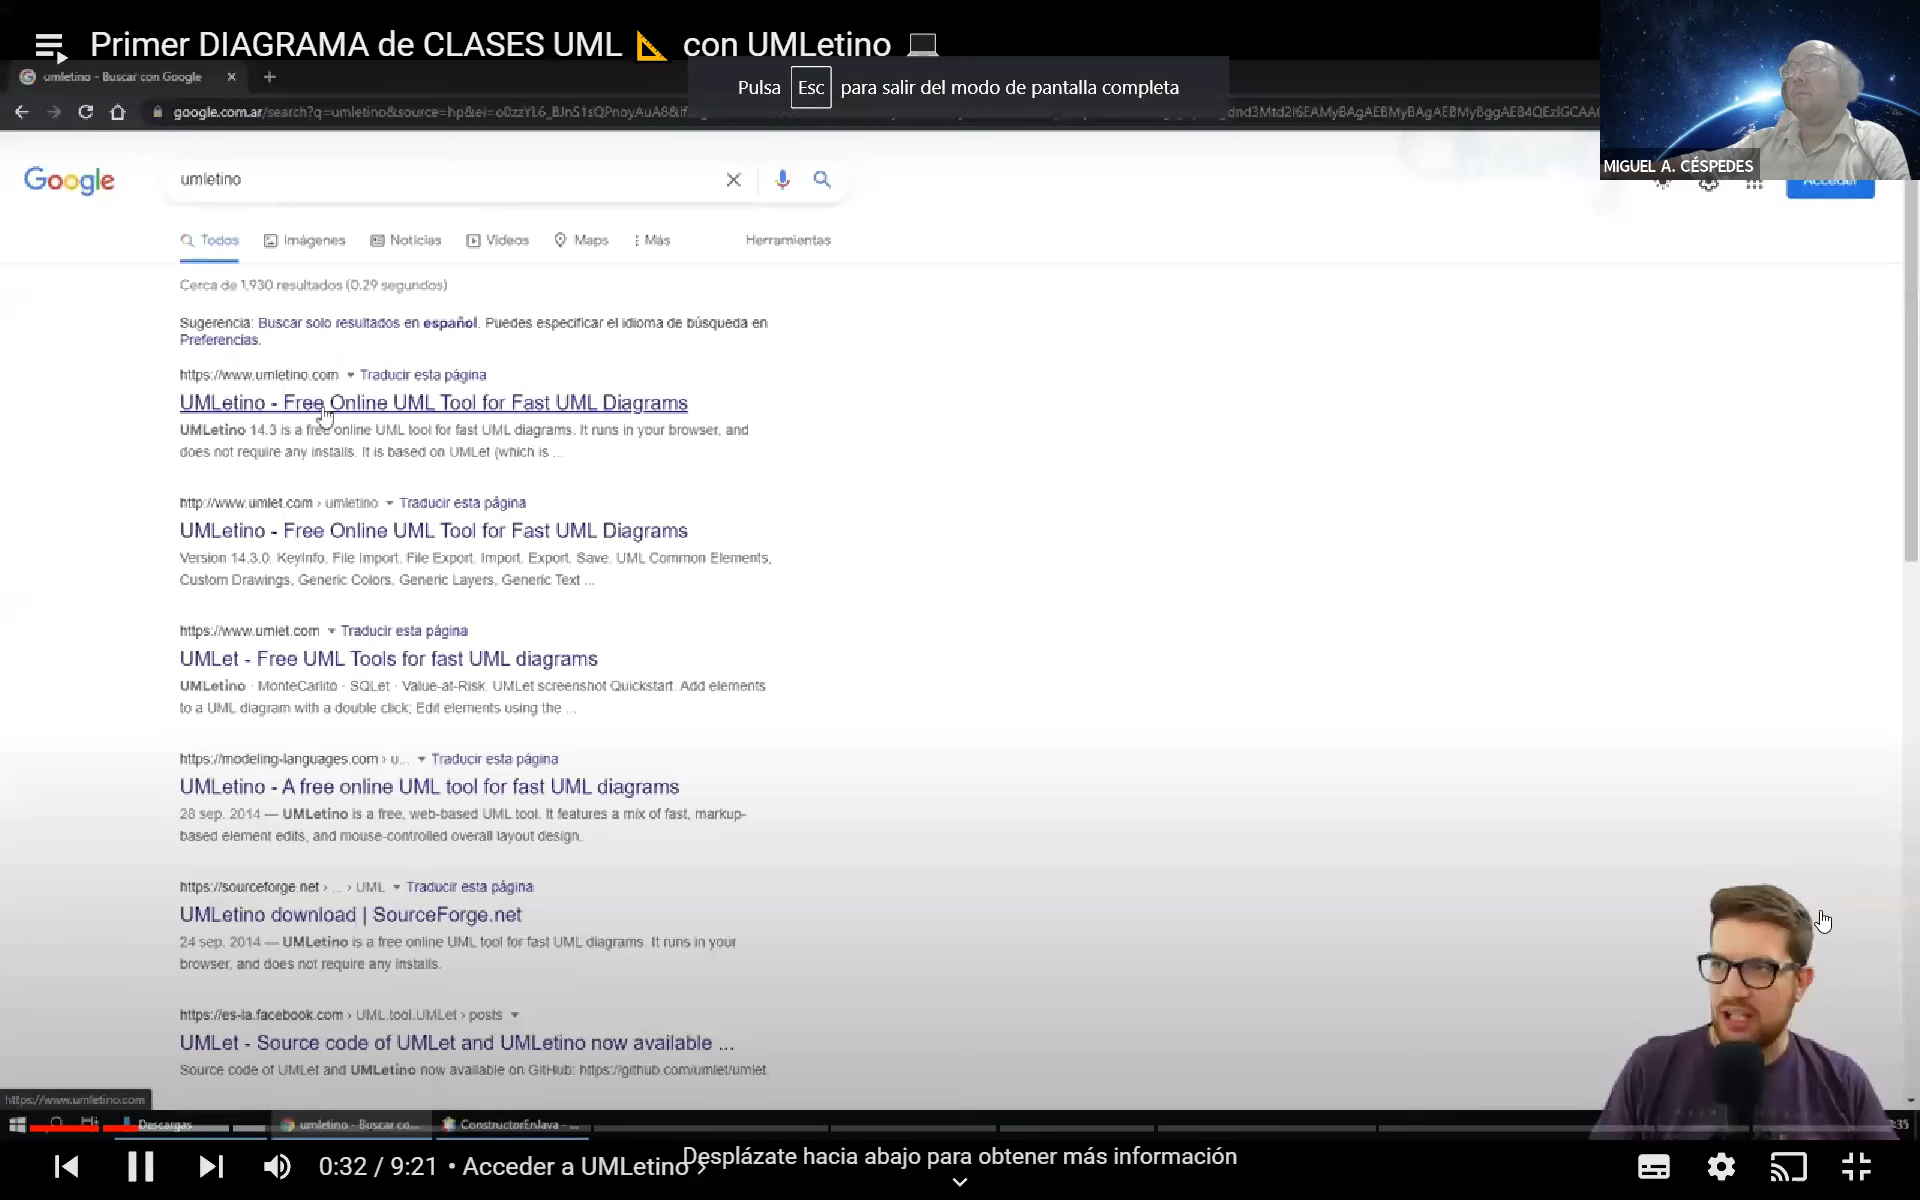 Primer DIAGRAMA de CLASES UML 📐 con UMLetino 💻
umletino - Buscar con Google
Pulsa Esc para salir del modo de pantalla completa
MIGUEL A. CÉSPEDES
google.com.ar/search?q=umletino&source=hp&ei=
Google
umletino
Acceder
Todos Imágenes Noticias Videos Maps Más Herramientas
Cerca de 1,930 resultados (0.29 segundos)
Sugerencia: Buscar solo resultados en español. Puedes especificar el idioma de búsqueda en
Preferencias.
https://www.umletino.com Traducir esta página
UMLetino - Free Online UML Tool for Fast UML Diagrams
UMLetino 14.3 is a free online UML tool for fast UML diagrams. It runs in your browser, and
does not require any installs. It is based on UMLet (which is ...
http://www.umlet.com › umletino Traducir esta página
UMLetino - Free Online UML Tool for Fast UML Diagrams
Version 14.3.0. KeyInfo. File Import. File Export. Import. Export. Save. UML Common Elements,
Custom Drawings, Generic Colors, Generic Layers, Generic Text ...
https://www.umlet.com Traducir esta página
UMLet - Free UML Tools for fast UML diagrams
UMLetino · MonteCarlito · SQLet · Value-at-Risk. UMLet screenshot Quickstart. Add elements
to a UML diagram with a double click; Edit elements using the ...
https://modeling-languages.com › u... Traducir esta página
UMLetino - A free online UML tool for fast UML diagrams
28 sep. 2014 — UMLetino is a free, web-based UML tool. It features a mix of fast, markup-
based element edits, and mouse-controlled overall layout design.
https://sourceforge.net › ... › UML Traducir esta página
UMLetino download | SourceForge.net
24 sep. 2014 — UMLetino is a free online UML tool for fast UML diagrams. It runs in your
browser, and does not require any installs.
https://es-la.facebook.com › UML.tool.UMLet › posts
UMLet - Source code of UMLet and UMLetino now available ...
Source code of UMLet and UMLetino now available on GitHub: https://github.com/umlet/umlet.
https://www.umletino.com
Descargas umletino - Buscar co... ConstructorEnJava - ...
0:32 / 9:21 • Acceder a UMLetino ›
Desplázate hacia abajo para obtener más información